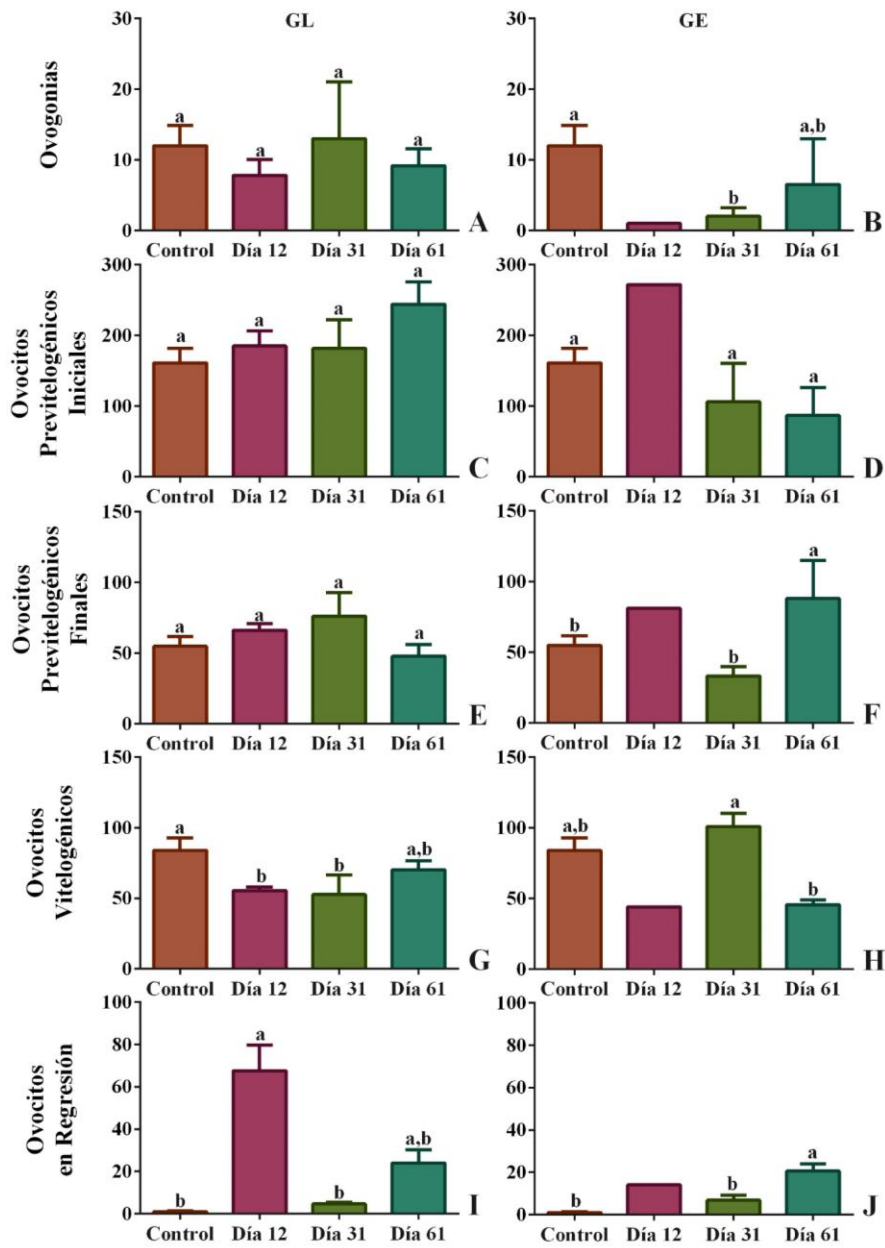 GL
GE
Ovogonias
30
20
10
0
a
a
a
a
Control Día 12 Día 31 Día 61
A
30
20
10
0
a
b
a,b
Control Día 12 Día 31 Día 61
B
Ovocitos
Previtelogénicos
Iniciales
300
200
100
0
a
a
a
a
Control Día 12 Día 31 Día 61
C
300
200
100
0
a
a
a
Control Día 12 Día 31 Día 61
D
Ovocitos
Previtelogénicos
Finales
150
100
50
0
a
a
a
a
Control Día 12 Día 31 Día 61
E
150
100
50
0
b
b
a
Control Día 12 Día 31 Día 61
F
Ovocitos
Vitelogénicos
150
100
50
0
a
b
b
a,b
Control Día 12 Día 31 Día 61
G
150
100
50
0
a,b
a
b
Control Día 12 Día 31 Día 61
H
Ovocitos
en Regresión
100
80
60
40
20
0
b
a
b
a,b
Control Día 12 Día 31 Día 61
I
100
80
60
40
20
0
b
b
a
Control Día 12 Día 31 Día 61
J